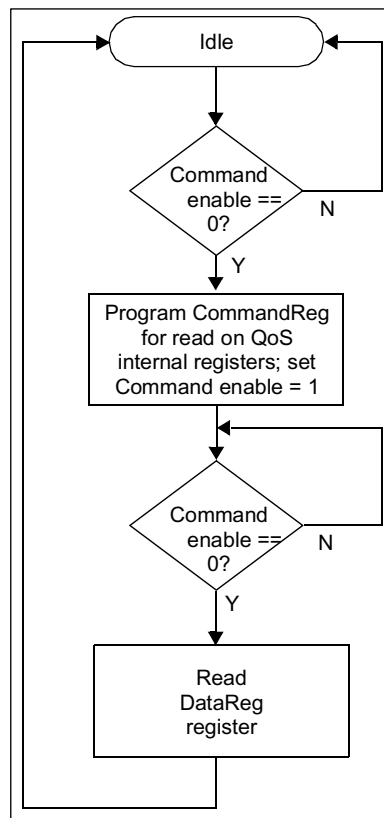 Idle
Command
enable ==
0?
N
Y
Program CommandReg
for read on QoS
internal registers; set
Command enable = 1
Command
enable ==
0?
N
Y
Read
DataReg
register